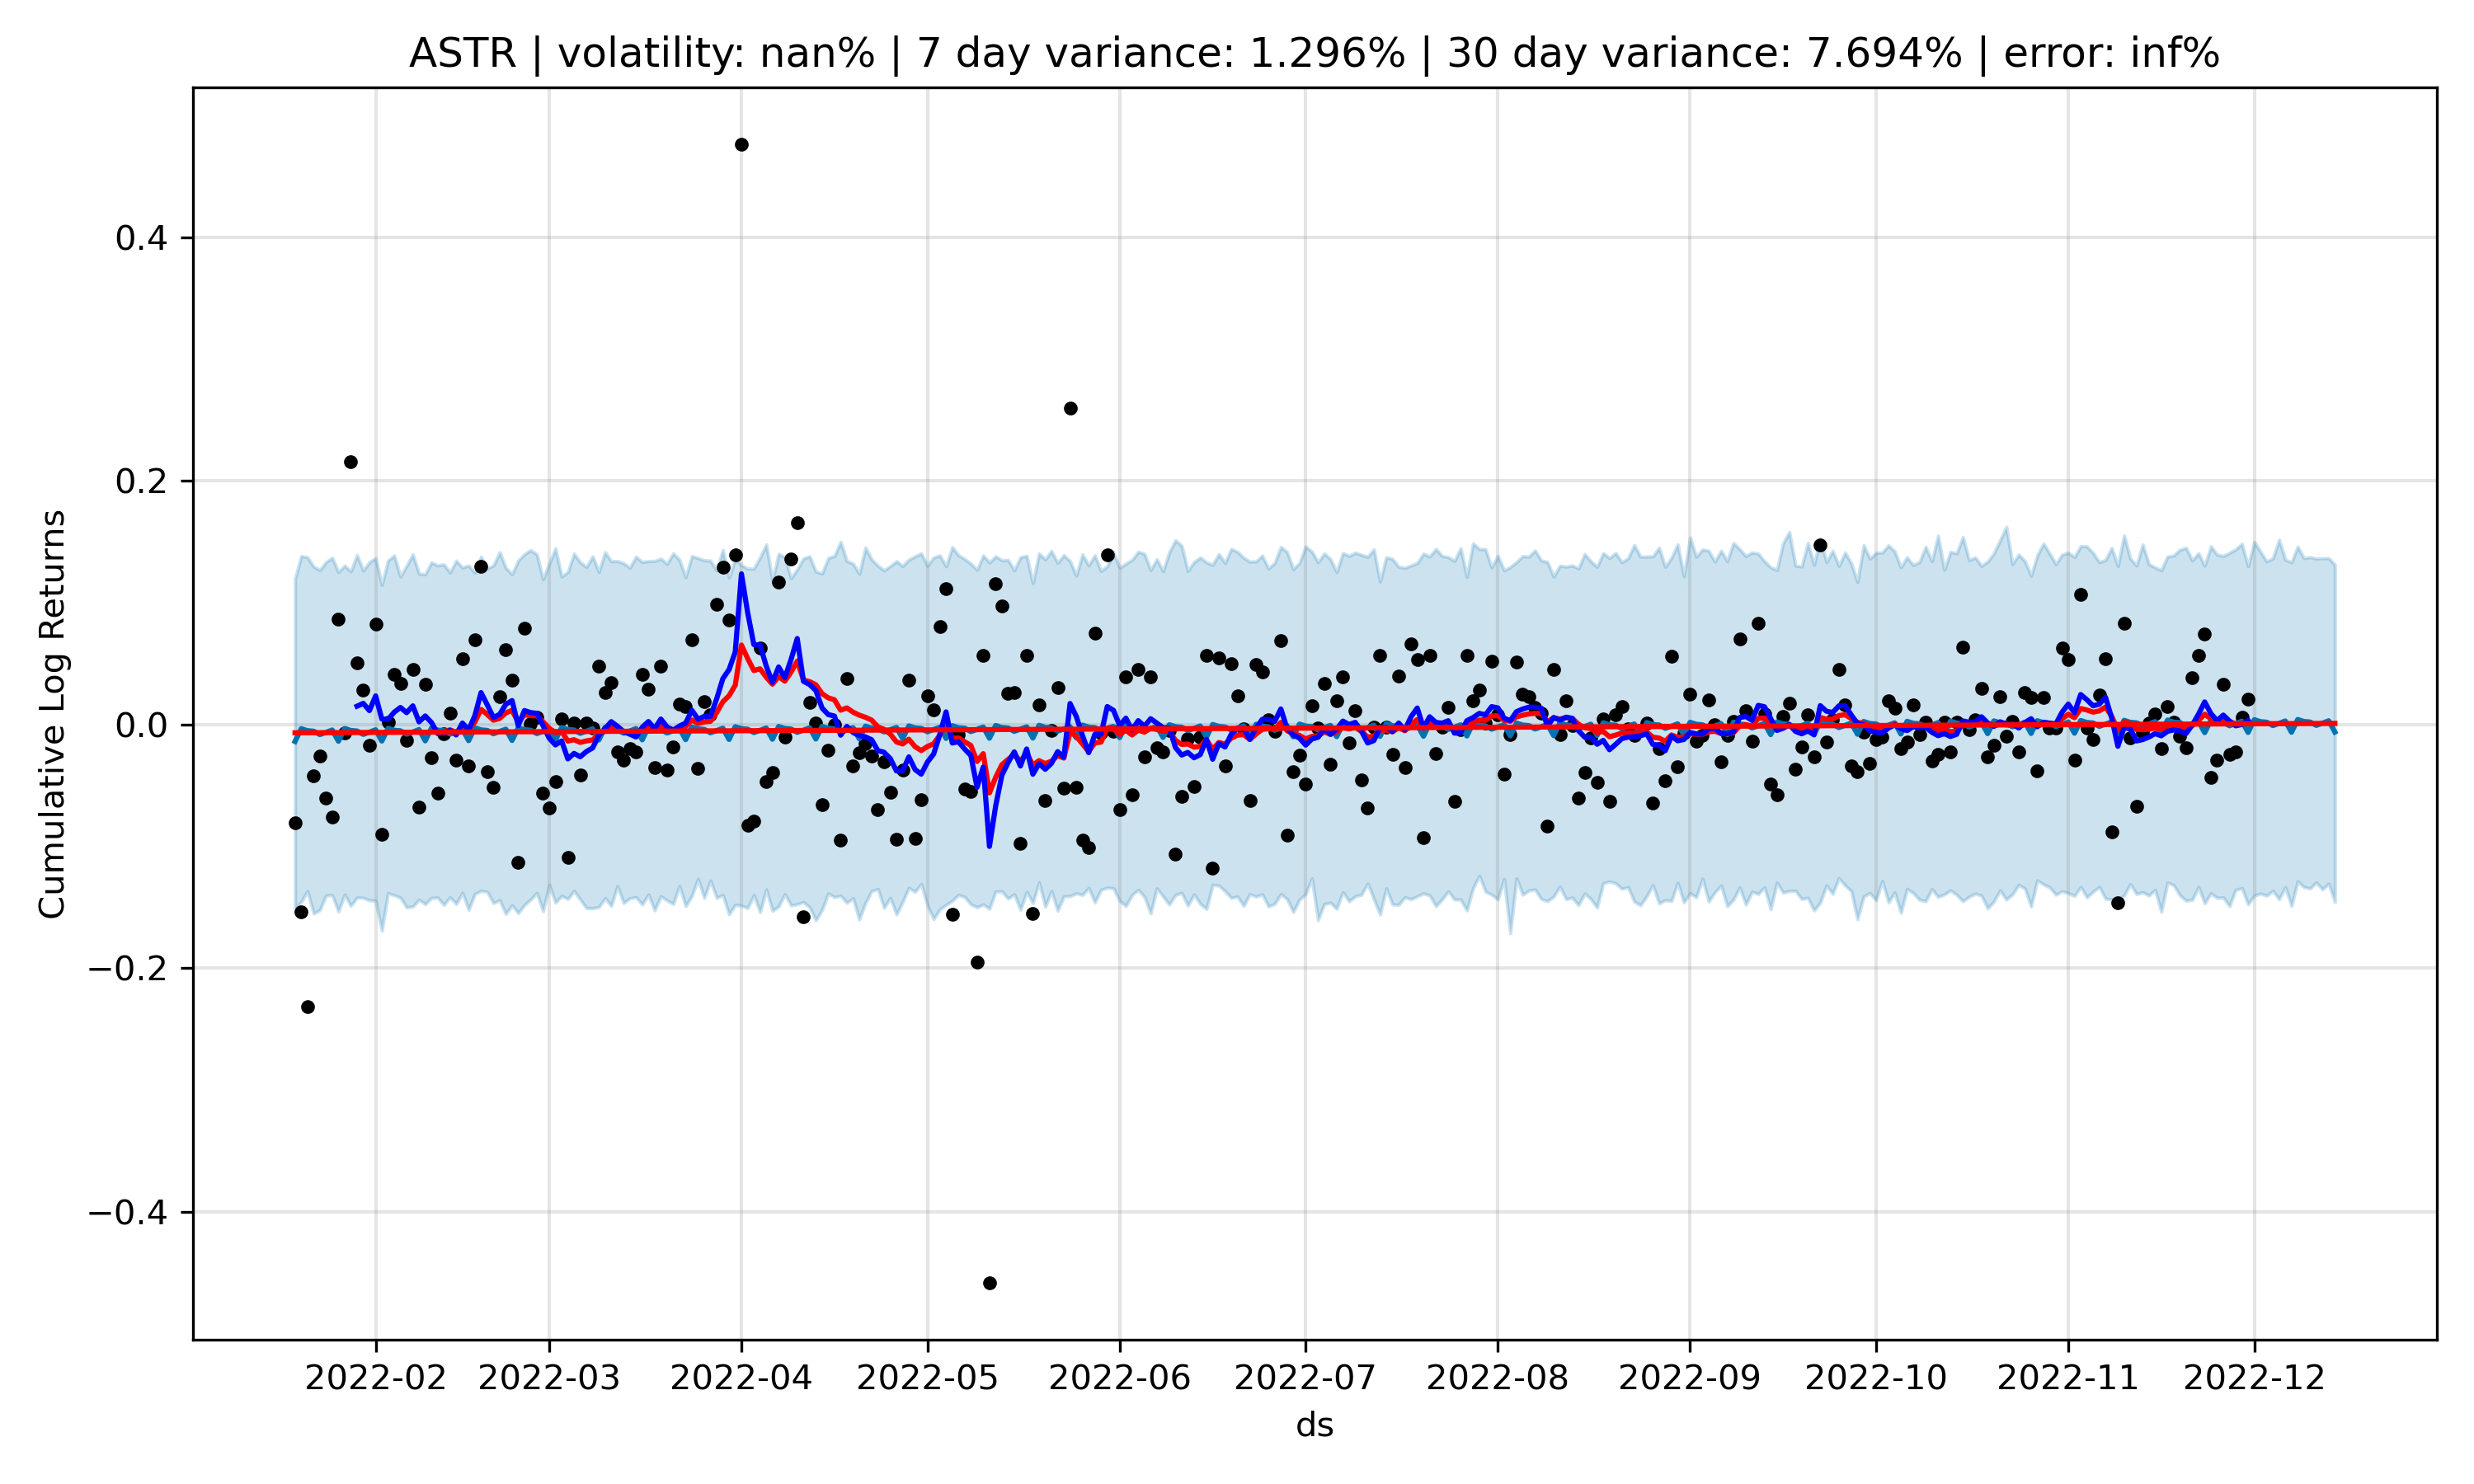 ASTR | volatility: nan% | 7 day variance: 1.296% | 30 day variance: 7.694% | error: inf%
Cumulative Log Returns
0.4
0.2
0.0
−0.2
−0.4
2022-02 2022-03 2022-04 2022-05 2022-06 2022-07 2022-08 2022-09 2022-10 2022-11 2022-12
ds